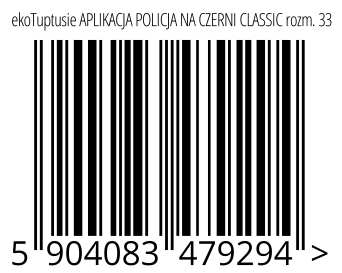 ekoTuptusie APLIKACJA POLICJA NA CZERNI CLASSIC rozm. 33
5 904083 479294 >